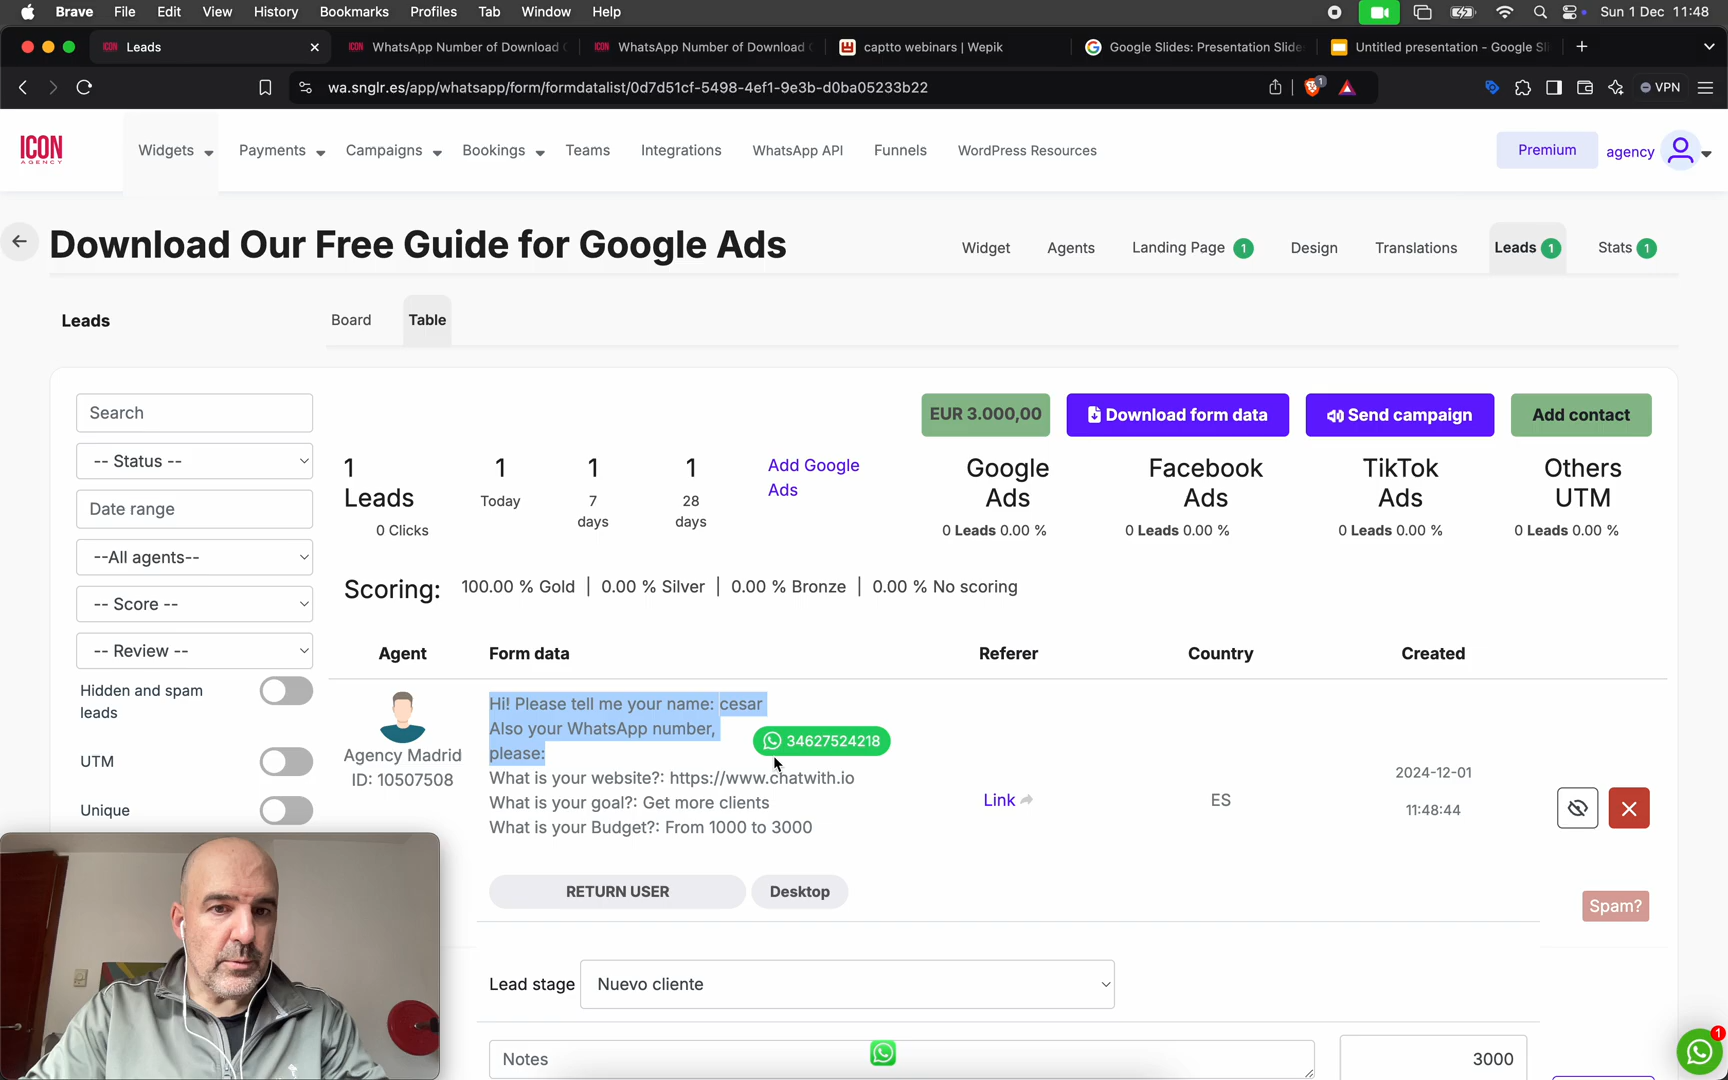 Brave File Edit View History Bookmarks Profiles Tab Window Help Sun 1 Dec 11:48
ICON Leads ICON WhatsApp Number of Download ICON WhatsApp Number of Download captto webinars | Wepik Google Slides: Presentation Slide Untitled presentation - Google Sl
wa.snglr.es/app/whatsapp/form/formdatalist/0d7d51cf-5498-4ef1-9e3b-d0ba05233b22 1 VPN
ICON
AGENCY
Widgets Payments Campaigns Bookings Teams Integrations WhatsApp API Funnels WordPress Resources Premium agency
Download Our Free Guide for Google Ads
Widget Agents Landing Page 1 Design Translations Leads 1 Stats 1
Leads Board Table
Search
-- Status --
Date range
--All agents--
-- Score --
-- Review --
Hidden and spam
leads
UTM
Unique
EUR 3.000,00 Download form data Send campaign Add contact
1
Leads
0 Clicks
1
Today
1
7
days
1
28
days
Add Google
Ads
Google
Ads
0 Leads 0.00 %
Facebook
Ads
0 Leads 0.00 %
TikTok
Ads
0 Leads 0.00 %
Others
UTM
0 Leads 0.00 %
Scoring: 100.00 % Gold | 0.00 % Silver | 0.00 % Bronze | 0.00 % No scoring
Agent Form data Referer Country Created
Agency Madrid
ID: 10507508
Hi! Please tell me your name: cesar
Also your WhatsApp number,
please:
34627524218
What is your website?: https://www.chatwith.io
What is your goal?: Get more clients
What is your Budget?: From 1000 to 3000
RETURN USER Desktop
Link
ES
2024-12-01
11:48:44
Spam?
Lead stage Nuevo cliente
Notes 3000
1